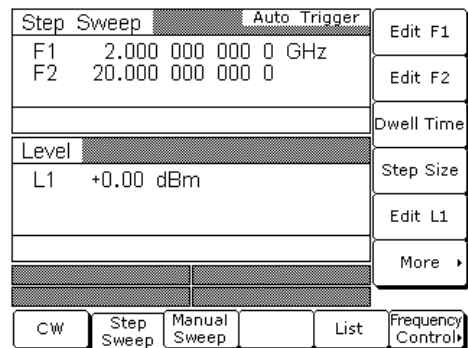 Step Sweep
Auto Trigger
F1 2.000 000 000 0 GHz
F2 20.000 000 000 0
Level
L1 +0.00 dBm
Edit F1
Edit F2
Dwell Time
Step Size
Edit L1
More
CW
Step
Sweep
Manual
Sweep
List
Frequency
Control